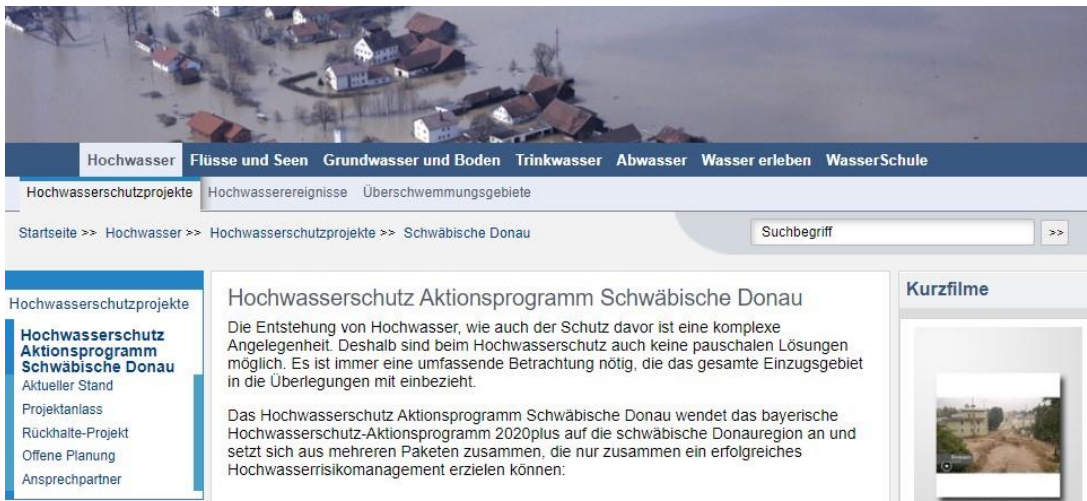 Hochwasser Flüsse und Seen Grundwasser und Boden Trinkwasser Abwasser Wasser erleben WasserSchule
Hochwasserschutzprojekte Hochwasserereignisse Überschwemmungsgebiete
Startseite >> Hochwasser >> Hochwasserschutzprojekte >> Schwäbische Donau
Suchbegriff >>
Hochwasserschutzprojekte
Hochwasserschutz
Aktionsprogramm
Schwäbische Donau
Aktueller Stand
Projektanlass
Rückhalte-Projekt
Offene Planung
Ansprechpartner
Hochwasserschutz Aktionsprogramm Schwäbische Donau
Die Entstehung von Hochwasser, wie auch der Schutz davor ist eine komplexe
Angelegenheit. Deshalb sind beim Hochwasserschutz auch keine pauschalen Lösungen
möglich. Es ist immer eine umfassende Betrachtung nötig, die das gesamte Einzugsgebiet
in die Überlegungen mit einbezieht.
Das Hochwasserschutz Aktionsprogramm Schwäbische Donau wendet das bayerische
Hochwasserschutz-Aktionsprogramm 2020plus auf die schwäbische Donauregion an und
setzt sich aus mehreren Paketen zusammen, die nur zusammen ein erfolgreiches
Hochwasserrisikomanagement erzielen können:
Kurzfilme